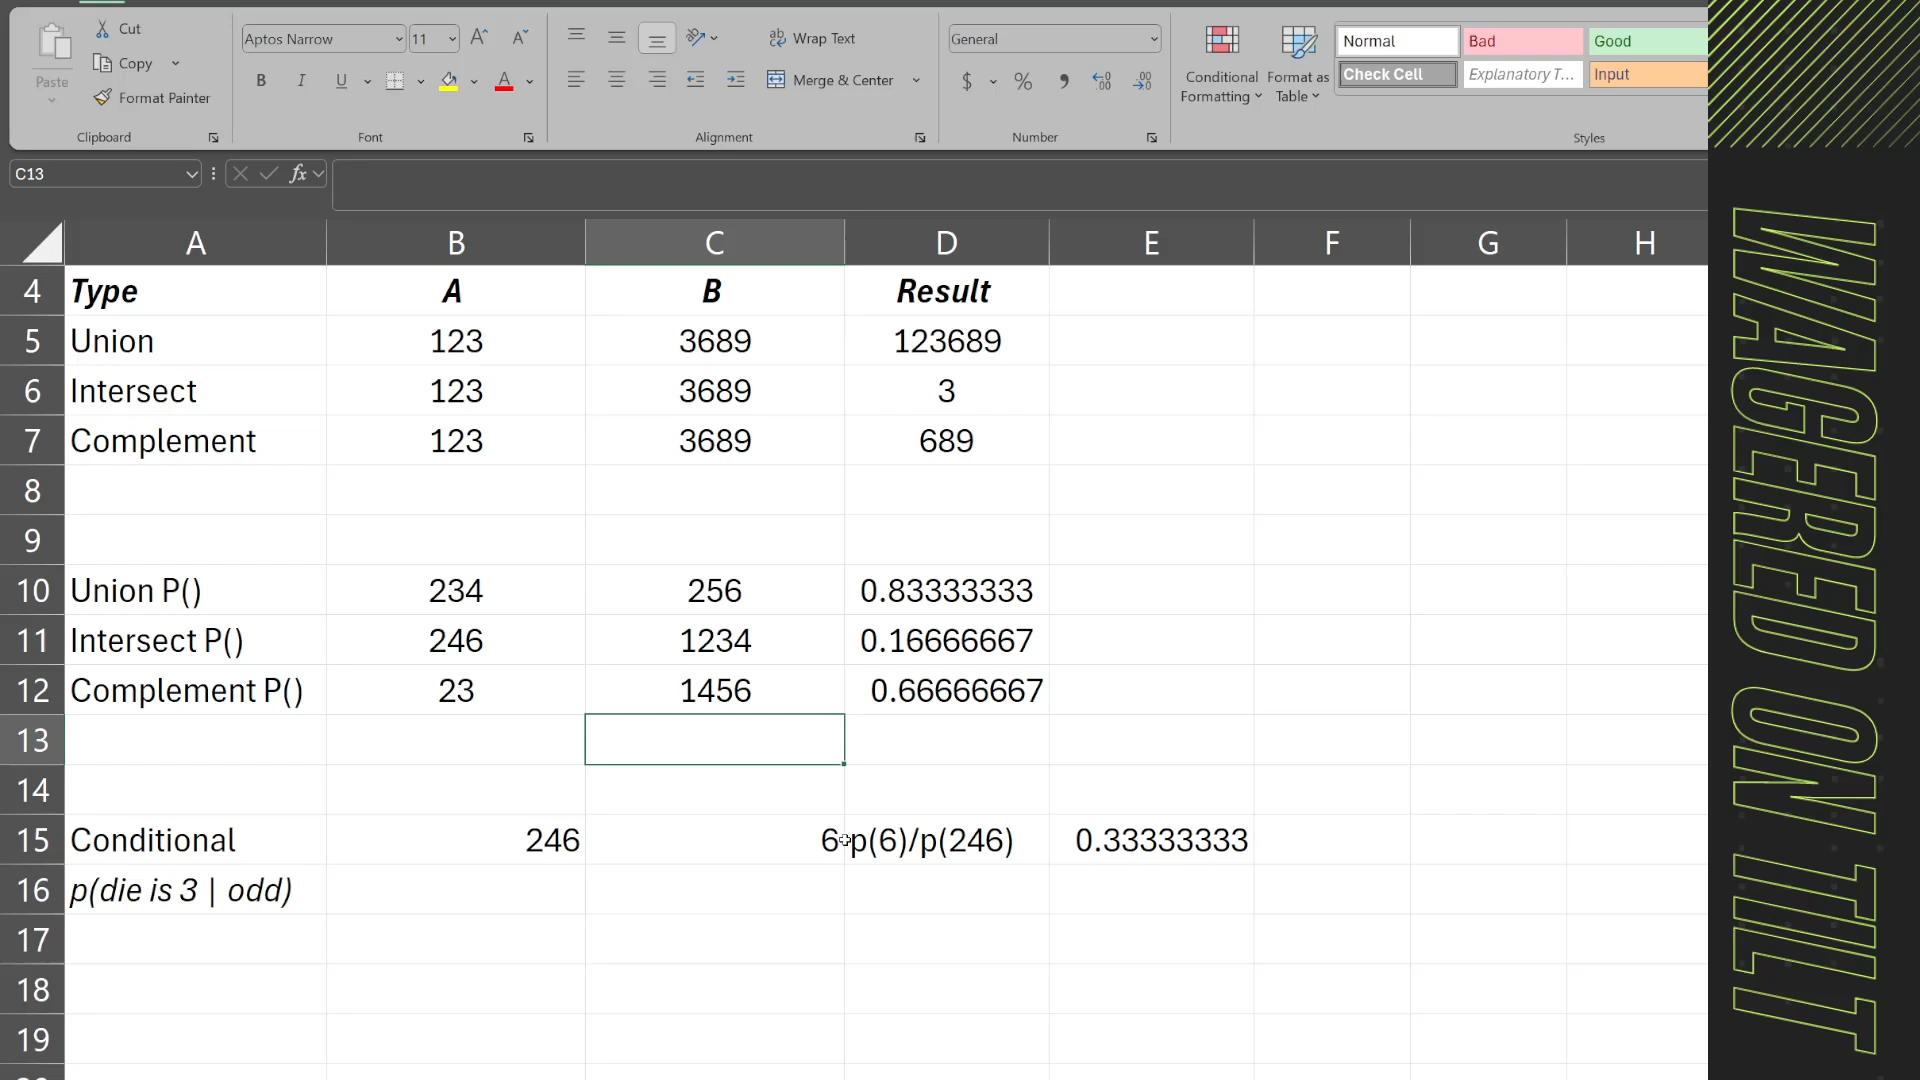 Cut
Copy
Format Painter
Paste
Clipboard
Aptos Narrow
11
B I U
Font
Wrap Text
Merge & Center
Alignment
General
$ % 9
.00
Number
Conditional Formatting
Format as Table
Normal Bad Good
Check Cell Explanatory T... Input
Styles
C13
fx
A B C D E F G H
4 Type A B Result
5 Union 123 3689 123689
6 Intersect 123 3689 3
7 Complement 123 3689 689
8
9
10 Union P() 234 256 0.83333333
11 Intersect P() 246 1234 0.16666667
12 Complement P() 23 1456 0.66666667
13
14
15 Conditional 246 6 p(6)/p(246) 0.33333333
16 p(die is 3 | odd)
17
18
19
WAGERED ON TILT